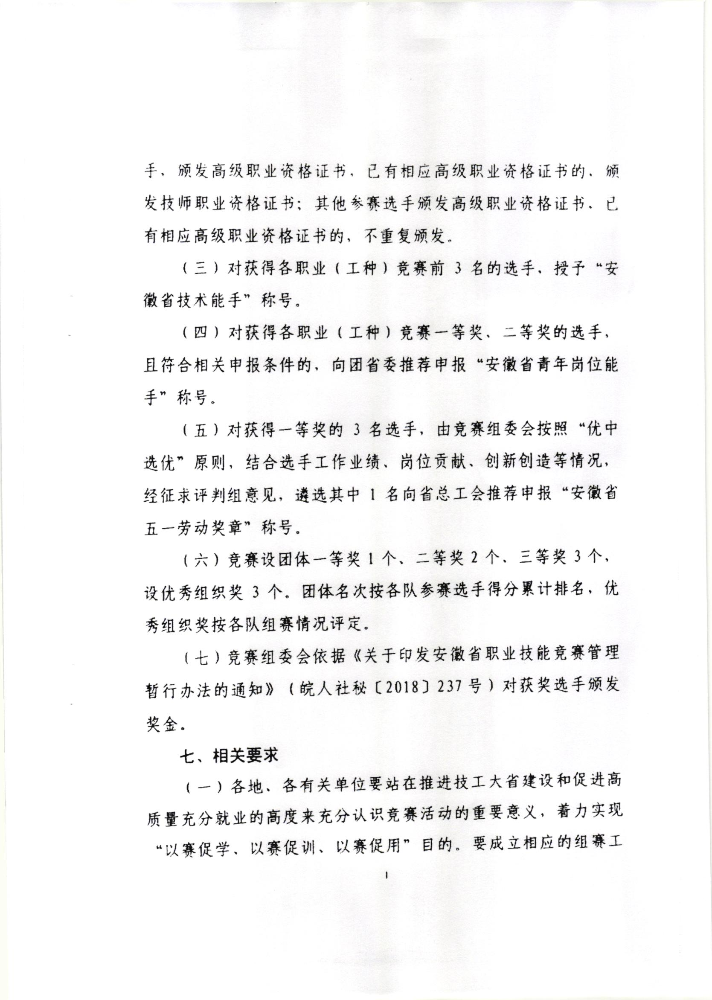 手，颁发高级职业资格证书，已有相应高级职业资格证书的，颁
发技师职业资格证书；其他参赛选手颁发高级职业资格证书，已
有相应高级职业资格证书的，不重复颁发。
（三）对获得各职业（工种）竞赛前 3 名的选手，授予“安
徽省技术能手”称号。
（四）对获得各职业（工种）竞赛一等奖、二等奖的选手，
且符合相关申报条件的，向团省委推荐申报“安徽省青年岗位能
手”称号。
（五）对获得一等奖的 3 名选手，由竞赛组委会按照“优中
选优”原则，结合选手工作业绩、岗位贡献、创新创造等情况，
经征求评判组意见，遴选其中 1 名向省总工会推荐申报“安徽省
五一劳动奖章”称号。
（六）竞赛设团体一等奖 1 个、二等奖 2 个、三等奖 3 个，
设优秀组织奖 3 个。团体名次按各队参赛选手得分累计排名，优
秀组织奖按各队组赛情况评定。
（七）竞赛组委会依据《关于印发安徽省职业技能竞赛管理
暂行办法的通知》（皖人社秘〔2018〕237 号）对获奖选手颁发
奖金。
七、相关要求
（一）各地、各有关单位要站在推进技工大省建设和促进高
质量充分就业的高度来充分认识竞赛活动的重要意义，着力实现
“以赛促学、以赛促训、以赛促用”目的。要成立相应的组赛工
1